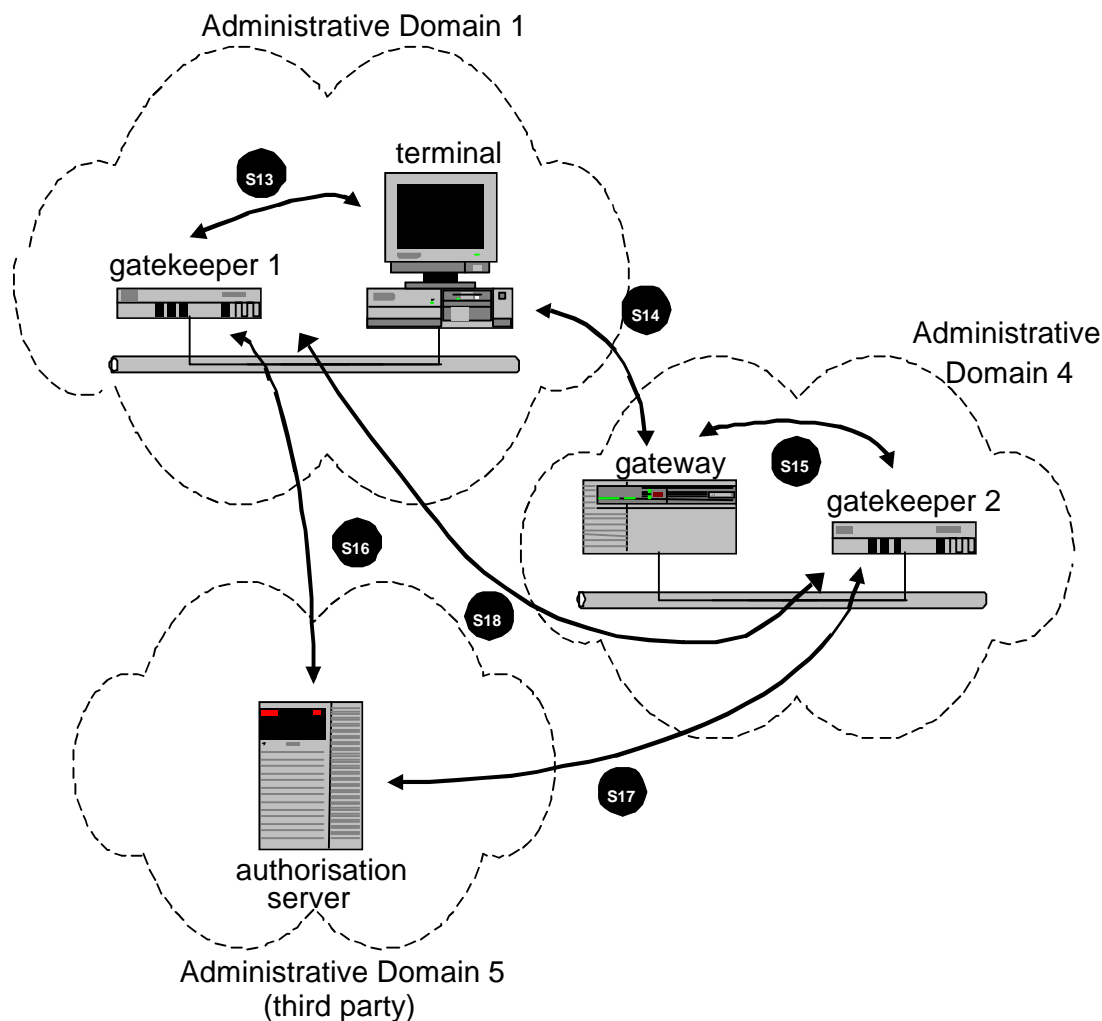 Administrative Domain 1
terminal
S13
gatekeeper 1
S14
Administrative
Domain 4
gateway
S15
gatekeeper 2
S16
S18
S17
authorisation
server
Administrative Domain 5
(third party)